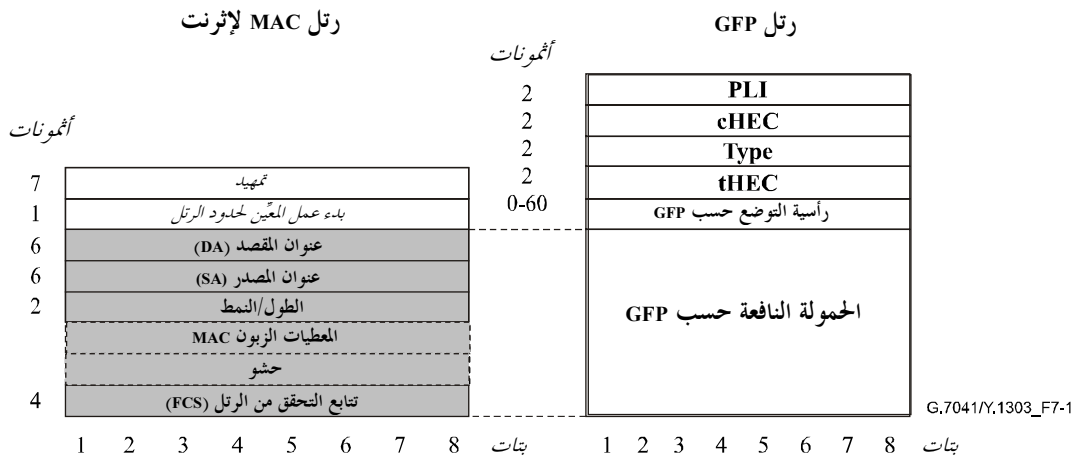 رتل MAC لإثرنت
رتل GFP
أثمونات
2 PLI
2 cHEC
2 Type
2 tHEC
0-60 رأسية التوضع حسب GFP
الحمولة النافعة حسب GFP
أثمونات
7 تمهيد
1 بدء عمل المعيِّن لحدود الرتل
6 عنوان المقصد (DA)
6 عنوان المصدر (SA)
2 الطول/النمط
المعطيات الزبون MAC
حشو
4 تتابع التحقق من الرتل (FCS)
1 2 3 4 5 6 7 8 بتات
1 2 3 4 5 6 7 8 بتات
G.7041/Y.1303_F7-1